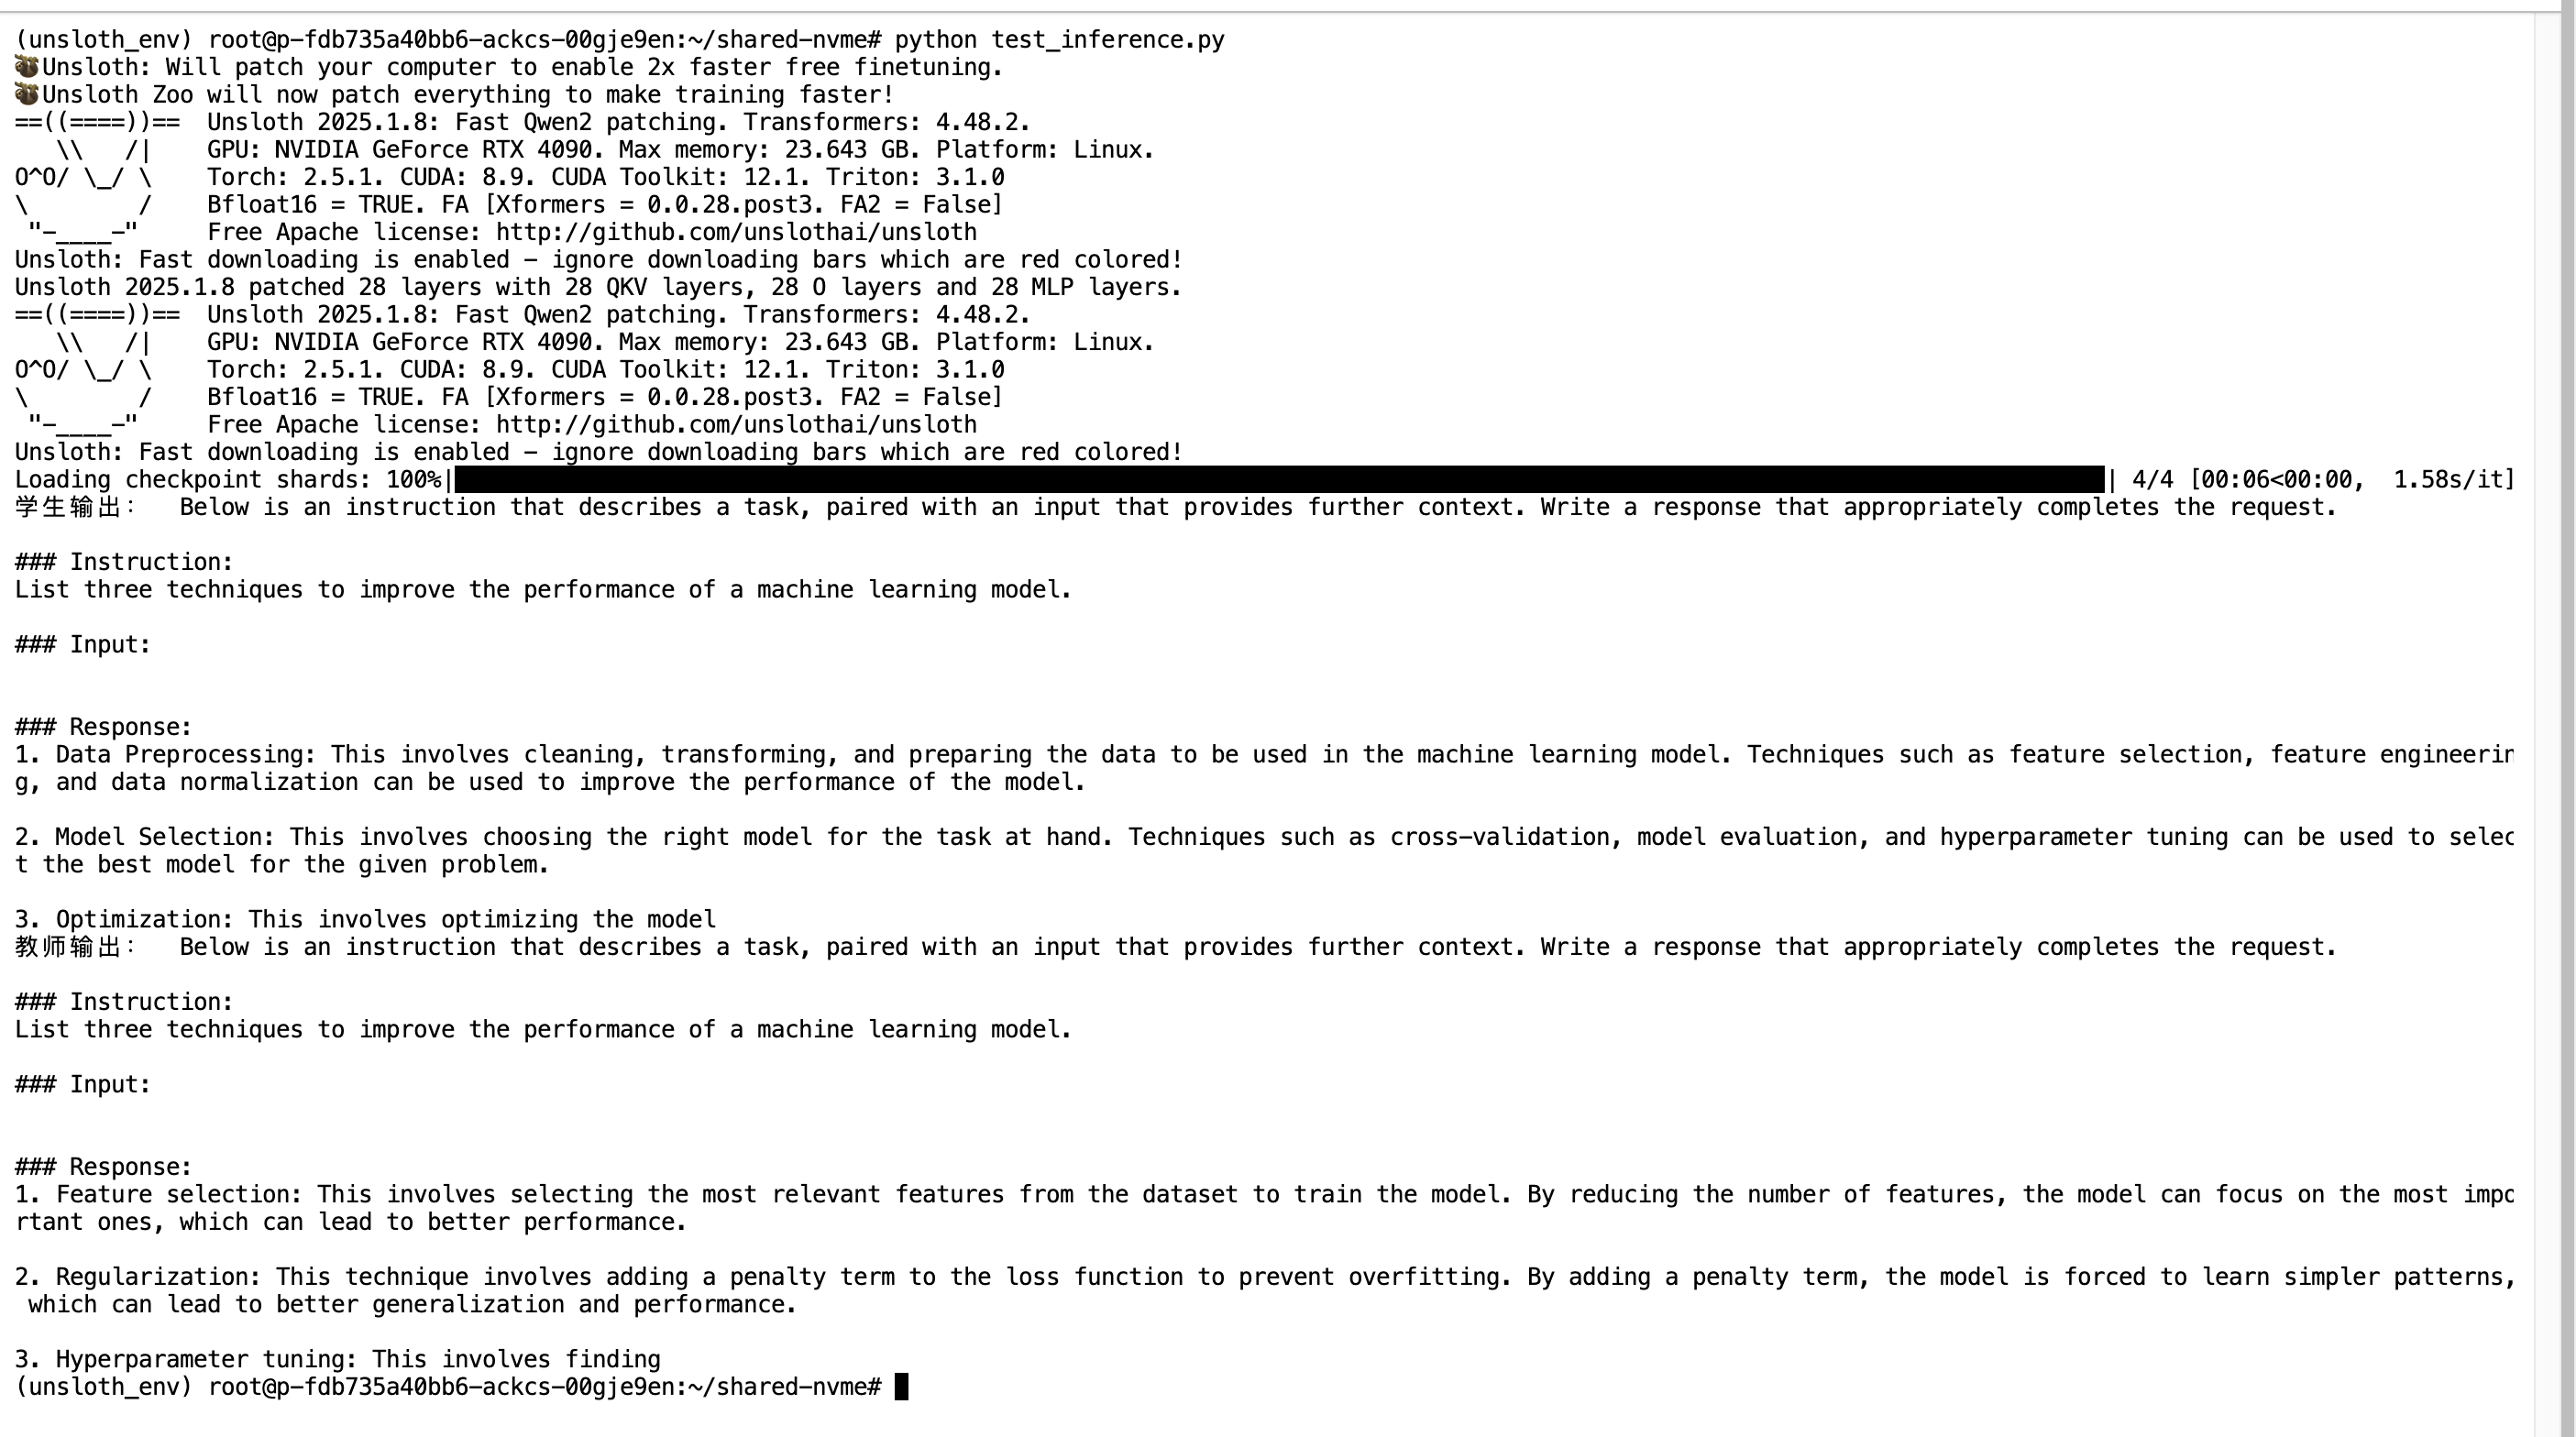 (unsloth_env) root@p-fdb735a40bb6-ackcs-00gje9en:~/shared-nvme# python test_inference.py
🦥Unsloth: Will patch your computer to enable 2x faster free finetuning.
🦥Unsloth Zoo will now patch everything to make training faster!
==((====))==  Unsloth 2025.1.8: Fast Qwen2 patching. Transformers: 4.48.2.
   \\   /|    GPU: NVIDIA GeForce RTX 4090. Max memory: 23.643 GB. Platform: Linux.
O^O/ \_/ \    Torch: 2.5.1. CUDA: 8.9. CUDA Toolkit: 12.1. Triton: 3.1.0
\        /    Bfloat16 = TRUE. FA [Xformers = 0.0.28.post3. FA2 = False]
 "-____-"     Free Apache license: http://github.com/unslothai/unsloth
Unsloth: Fast downloading is enabled - ignore downloading bars which are red colored!
Unsloth 2025.1.8 patched 28 layers with 28 QKV layers, 28 O layers and 28 MLP layers.
==((====))==  Unsloth 2025.1.8: Fast Qwen2 patching. Transformers: 4.48.2.
   \\   /|    GPU: NVIDIA GeForce RTX 4090. Max memory: 23.643 GB. Platform: Linux.
O^O/ \_/ \    Torch: 2.5.1. CUDA: 8.9. CUDA Toolkit: 12.1. Triton: 3.1.0
\        /    Bfloat16 = TRUE. FA [Xformers = 0.0.28.post3. FA2 = False]
 "-____-"     Free Apache license: http://github.com/unslothai/unsloth
Unsloth: Fast downloading is enabled - ignore downloading bars which are red colored!
Loading checkpoint shards: 100%|██████████| 4/4 [00:06<00:00,  1.58s/it]
学生输出：  Below is an instruction that describes a task, paired with an input that provides further context. Write a response that appropriately completes the request.
### Instruction:
List three techniques to improve the performance of a machine learning model.
### Input:
### Response:
1. Data Preprocessing: This involves cleaning, transforming, and preparing the data to be used in the machine learning model. Techniques such as feature selection, feature engineerin
g, and data normalization can be used to improve the performance of the model.
2. Model Selection: This involves choosing the right model for the task at hand. Techniques such as cross-validation, model evaluation, and hyperparameter tuning can be used to selec
t the best model for the given problem.
3. Optimization: This involves optimizing the model
教师输出：  Below is an instruction that describes a task, paired with an input that provides further context. Write a response that appropriately completes the request.
### Instruction:
List three techniques to improve the performance of a machine learning model.
### Input:
### Response:
1. Feature selection: This involves selecting the most relevant features from the dataset to train the model. By reducing the number of features, the model can focus on the most impo
rtant ones, which can lead to better performance.
2. Regularization: This technique involves adding a penalty term to the loss function to prevent overfitting. By adding a penalty term, the model is forced to learn simpler patterns,
 which can lead to better generalization and performance.
3. Hyperparameter tuning: This involves finding
(unsloth_env) root@p-fdb735a40bb6-ackcs-00gje9en:~/shared-nvme#